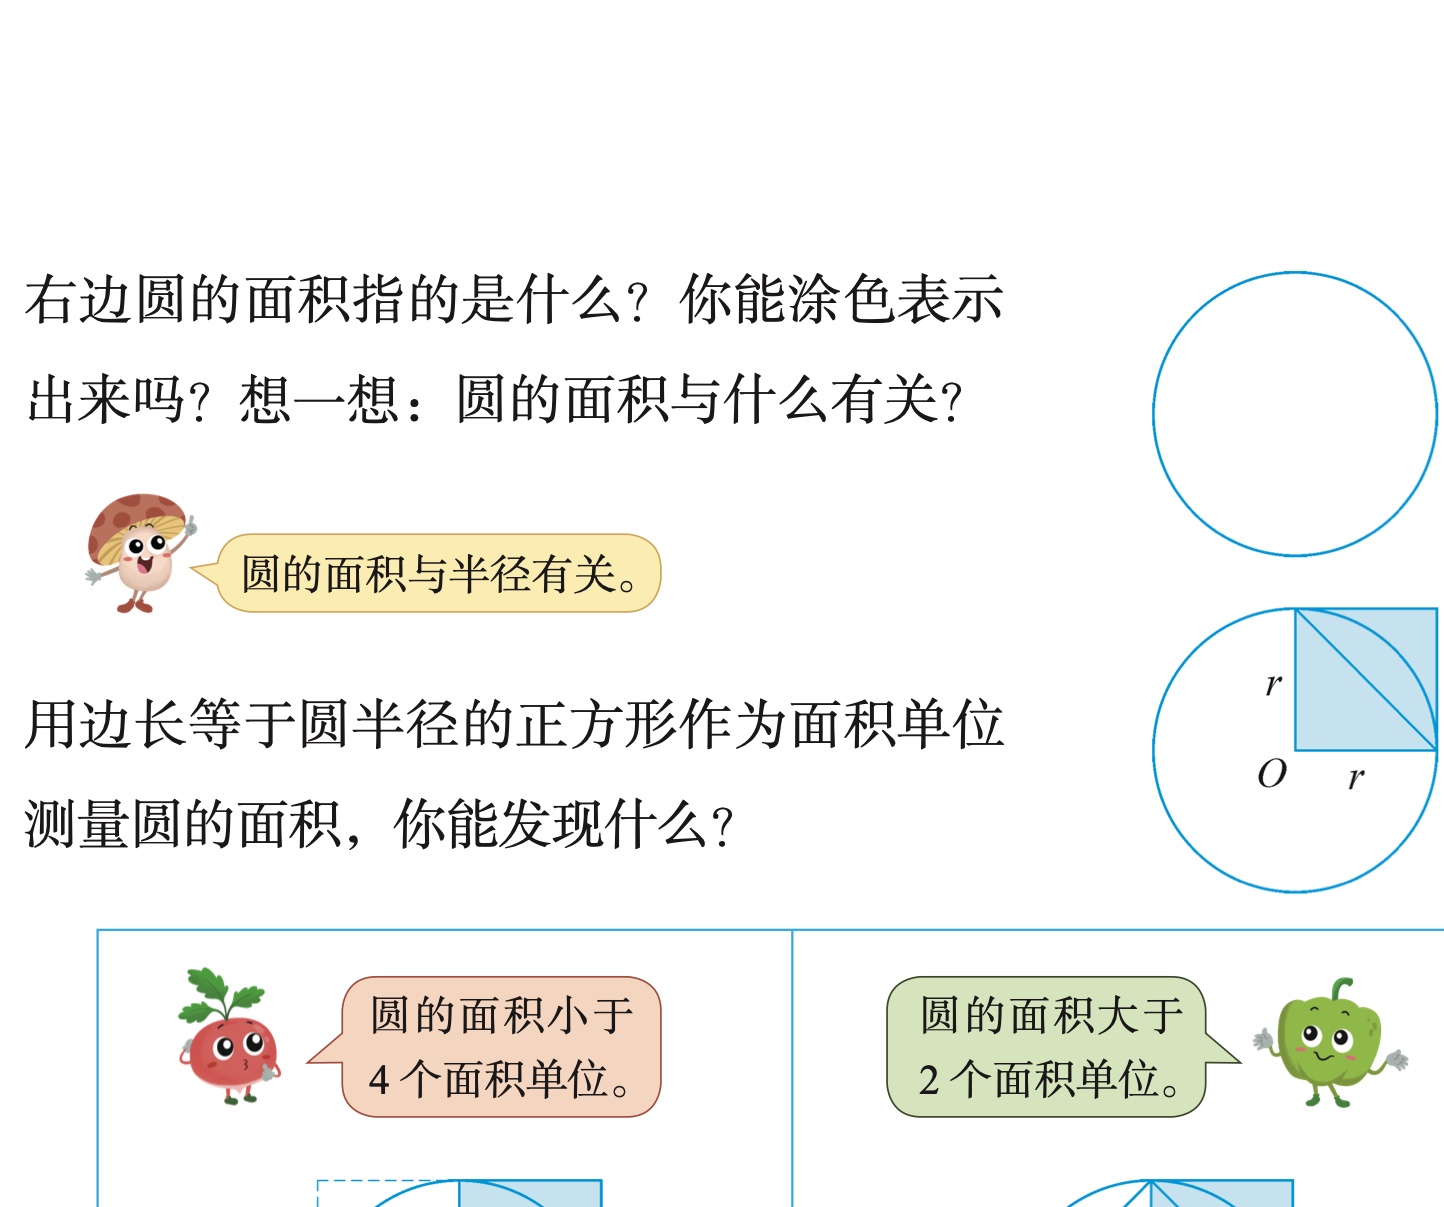 右边圆的面积指的是什么？你能涂色表示
出来吗？想一想：圆的面积与什么有关？
圆的面积与半径有关。
用边长等于圆半径的正方形作为面积单位
测量圆的面积，你能发现什么？
r
O
r
圆的面积小于
4 个面积单位。
圆的面积大于
2 个面积单位。